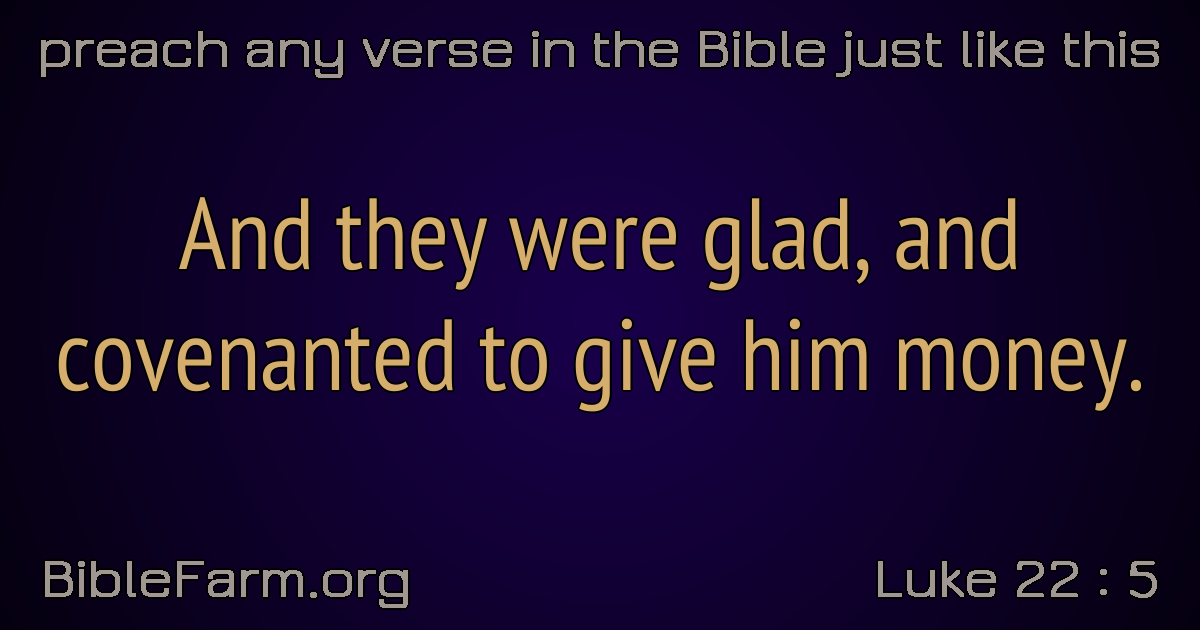 preach any verse in the Bible just like this
And they were glad, and
covenanted to give him money.
BibleFarm.org
Luke 22 : 5